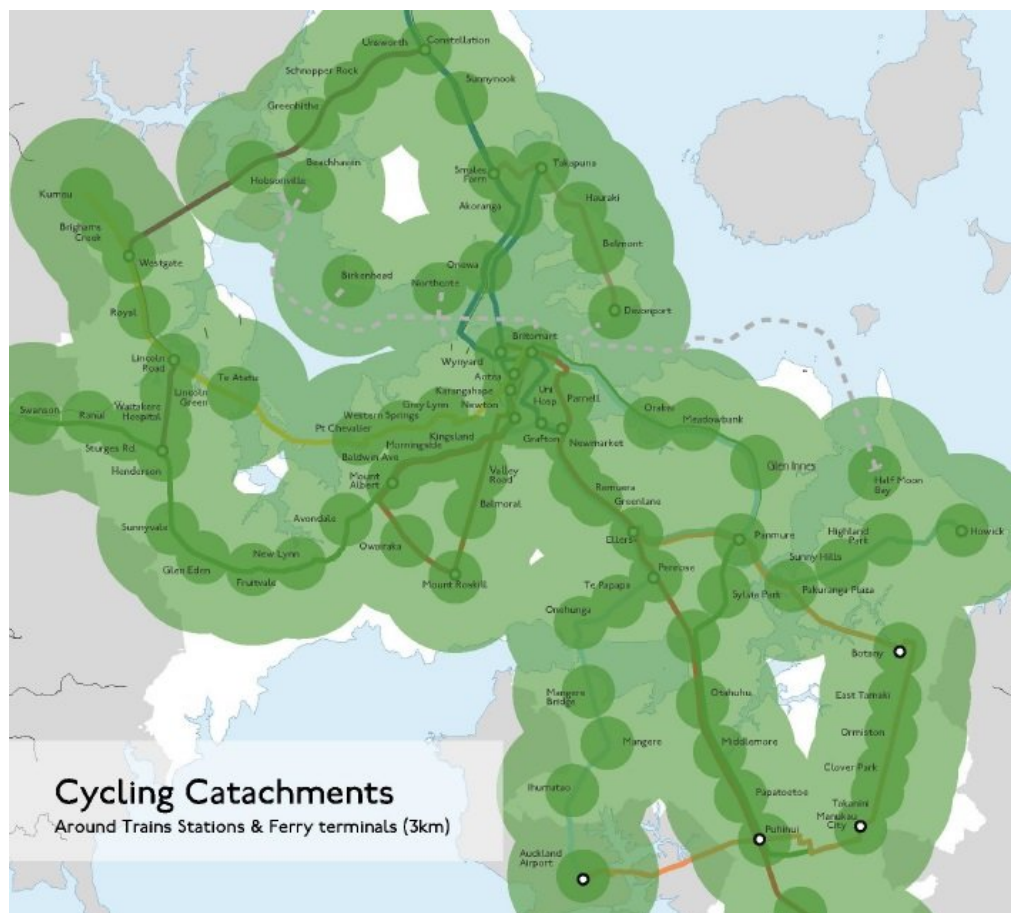 Unsworth
Constellation
Schnapper Rock
Sunnynook
Greenhithe
Beachhaven
Hobsonville
Smales
Farm
Takapuna
Kumeu
Akoranga
Hauraki
Brighams
Creek
Westgate
Belmont
Onewa
Birkenhead
Northcote
Royal
Devonport
Britomart
Lincoln
Road
Wynyard
Aotea
Te Atatu
Karangahape
Uni
Hosp
Parnell
Lincoln
Green
Grey Lynn
Newton
Swanson
Ranui
Waitakere
Hospital
Western Springs
Orakei
Meadowbank
Pt Chevalier
Kingsland
Morningside
Grafton
Newmarket
Sturges Rd.
Baldwin Ave
Henderson
Mount
Albert
Valley
Road
Remuera
Glen Innes
Half Moon
Bay
Balmoral
Greenlane
Avondale
Sunnyvale
Owairaka
Ellers
Panmure
Highland
Park
Howick
New Lynn
Glen Eden
Fruitvale
Mount Roskill
Penrose
Sunny Hills
Te Papapa
Sylvia Park
Pakuranga Plaza
Onehunga
Botany
Mangere
Bridge
Otahuhu
East Tamaki
Mangere
Middlemore
Ormiston
Clover Park
Ihumatao
Papatoetoe
Takanini
Manukau
City
Puhinui
Auckland
Airport
Cycling Catachments
Around Trains Stations & Ferry terminals (3km)